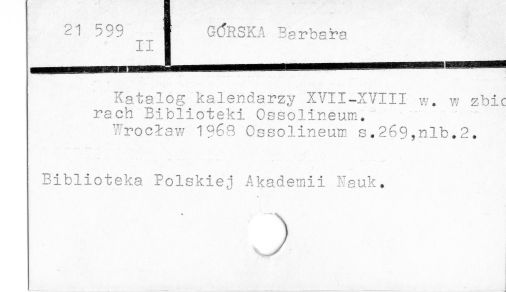 21 599
II
GÓRSKA Barbara
Katalog kalendarzy XVII-XVIII w. w zbio
rach Biblioteki Ossolineum.
Wrocław 1968 Ossolineum s.269,nlb.2.
Biblioteka Polskiej Akademii Nauk.